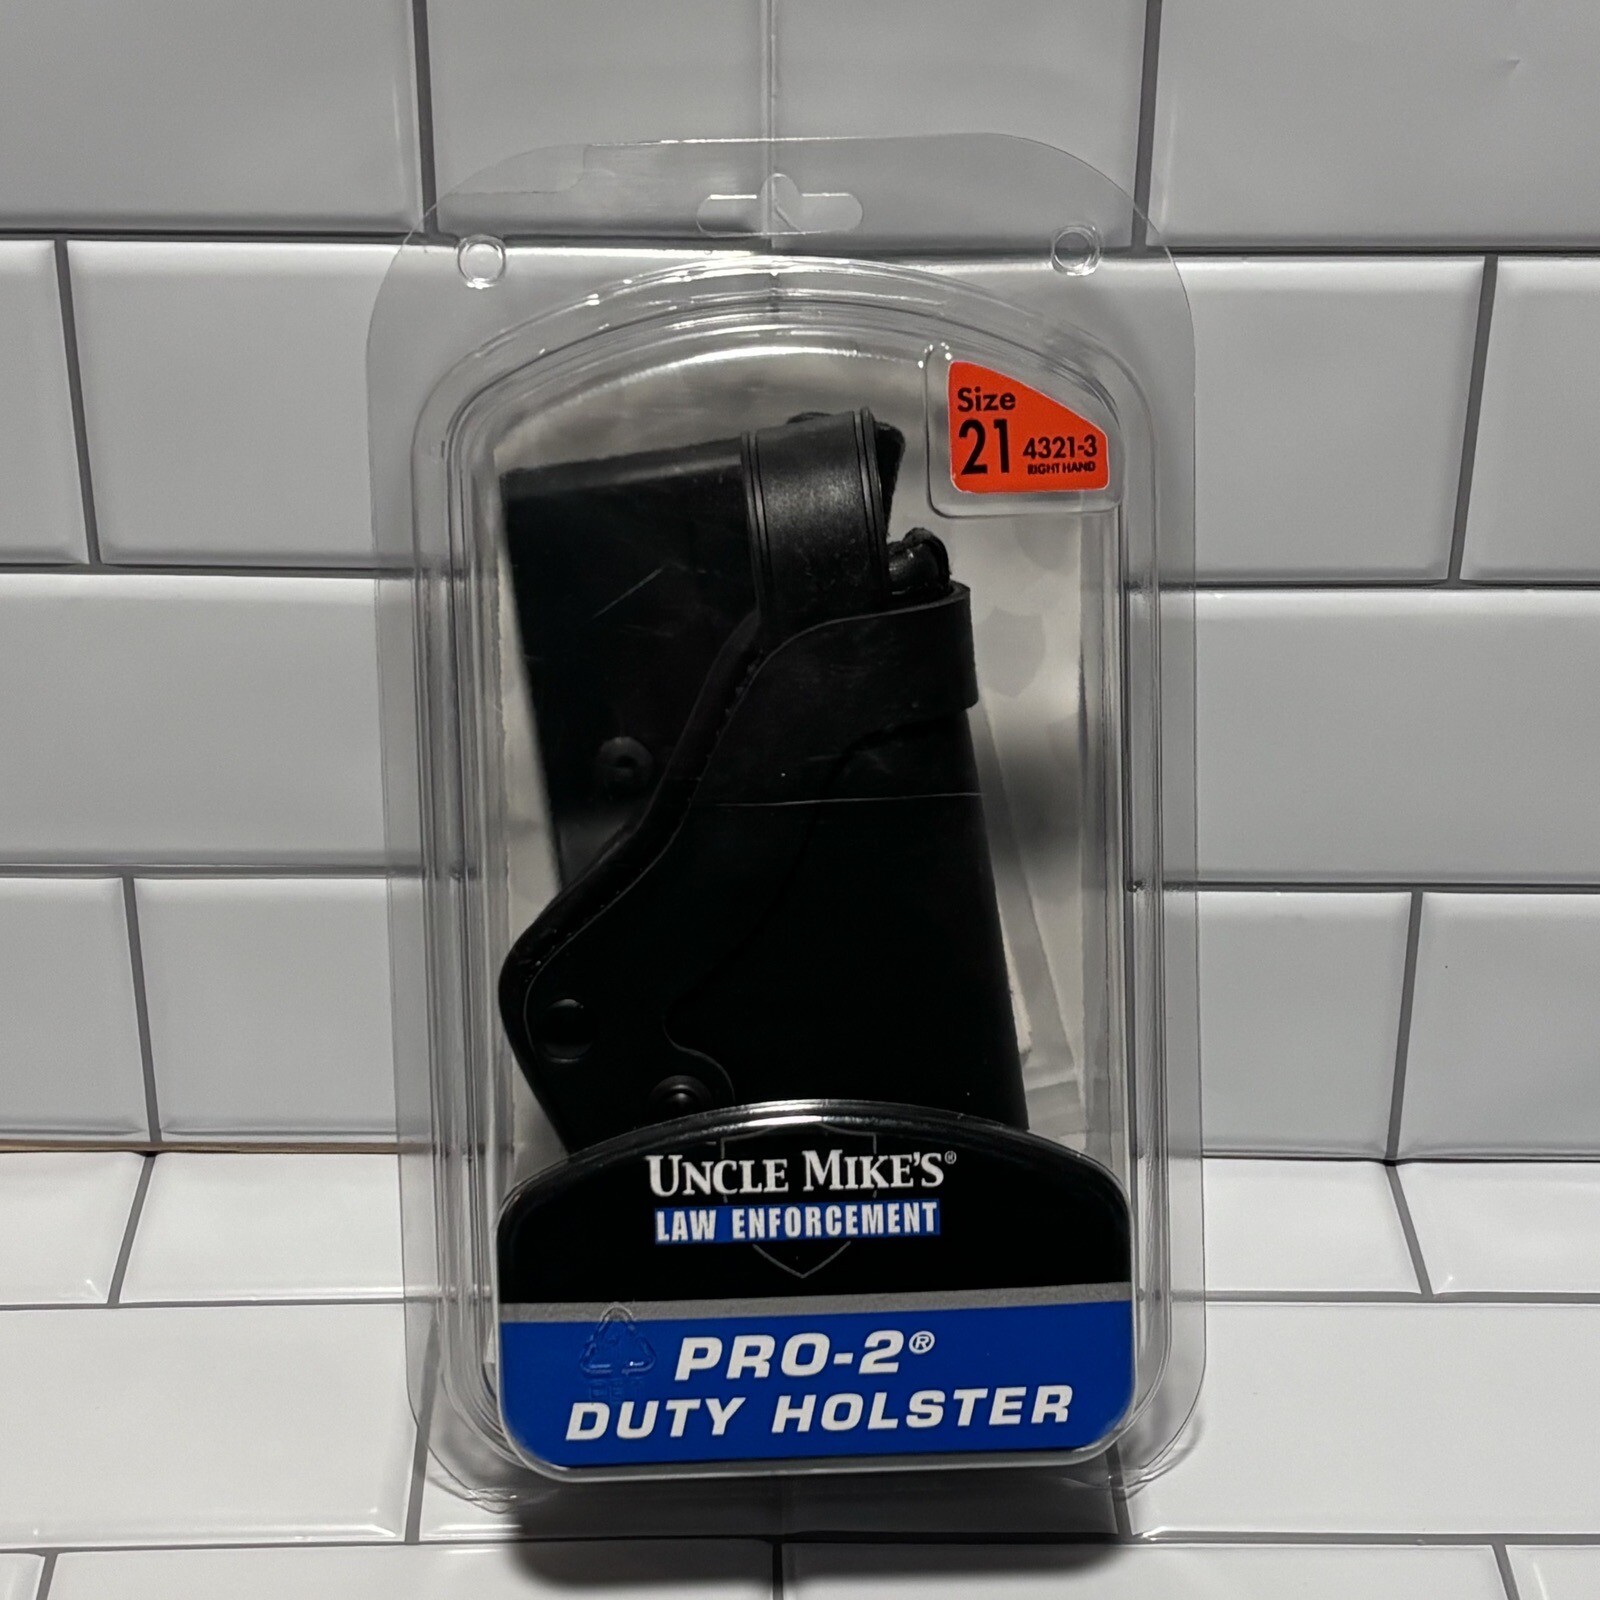 Size
21 4321-3
RIGHT HAND
UNCLE MIKE'S®
LAW ENFORCEMENT
PRO-2®
DUTY HOLSTER